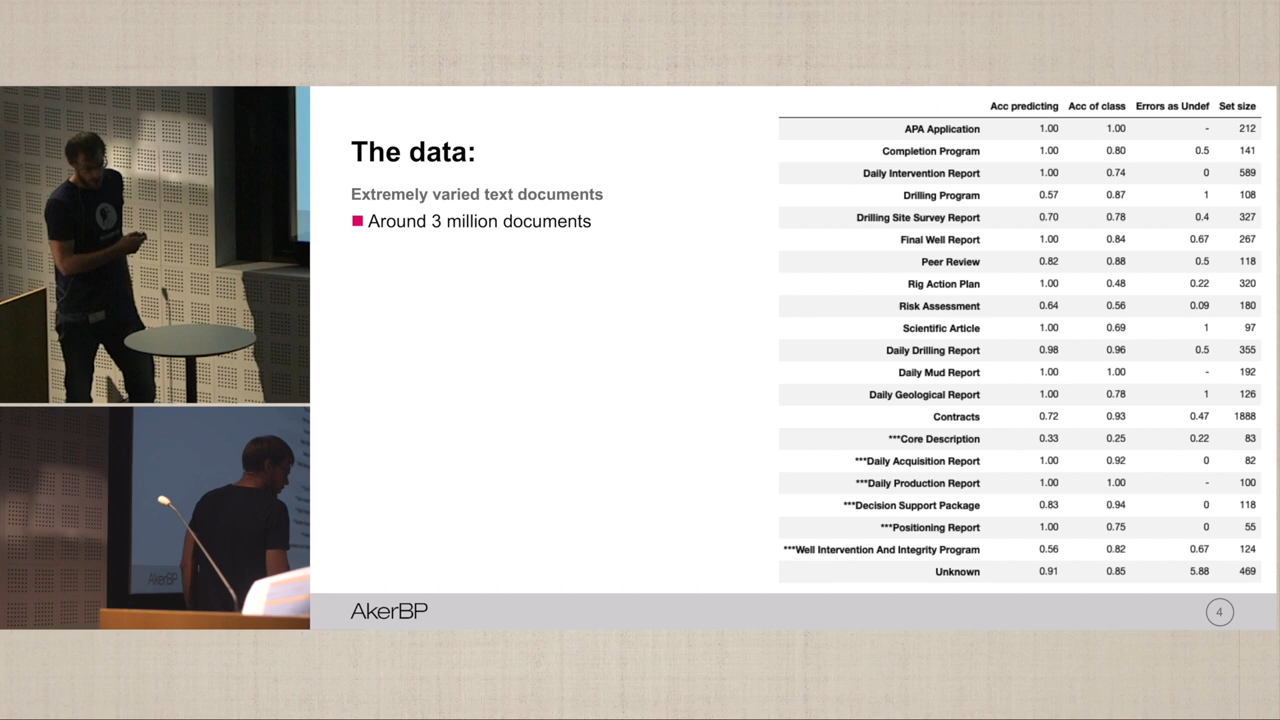 The data:
Extremely varied text documents
Around 3 million documents
Acc predicting Acc of class Errors as Undef Set size
APA Application 1.00 1.00 - 212
Completion Program 1.00 0.80 0.5 141
Daily Intervention Report 1.00 0.74 0 589
Drilling Program 0.57 0.87 1 108
Drilling Site Survey Report 0.70 0.78 0.4 327
Final Well Report 1.00 0.84 0.67 267
Peer Review 0.82 0.88 0.5 118
Rig Action Plan 1.00 0.48 0.22 320
Risk Assessment 0.64 0.56 0.09 180
Scientific Article 1.00 0.69 1 97
Daily Drilling Report 0.98 0.96 0.5 355
Daily Mud Report 1.00 1.00 - 192
Daily Geological Report 1.00 0.78 1 126
Contracts 0.72 0.93 0.47 1888
***Core Description 0.33 0.25 0.22 83
***Daily Acquisition Report 1.00 0.92 0 82
***Daily Production Report 1.00 1.00 - 100
***Decision Support Package 0.83 0.94 0 118
***Positioning Report 1.00 0.75 0 55
***Well Intervention And Integrity Program 0.56 0.82 0.67 124
Unknown 0.91 0.85 5.88 469
AkerBP
4
AkerBP